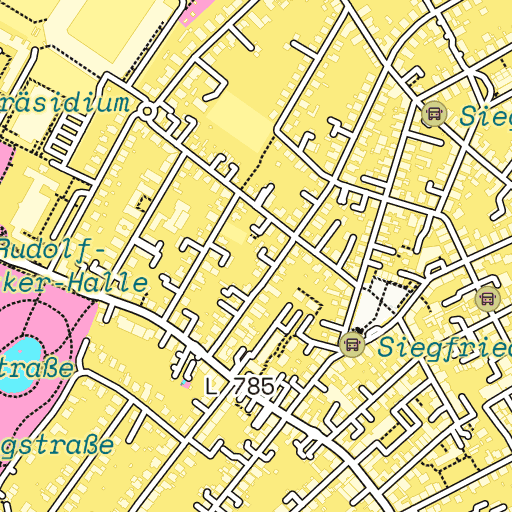 räsidium
Sieg
Rudolf-
ker-Halle
Siegfried
traße
L 785
gstraße